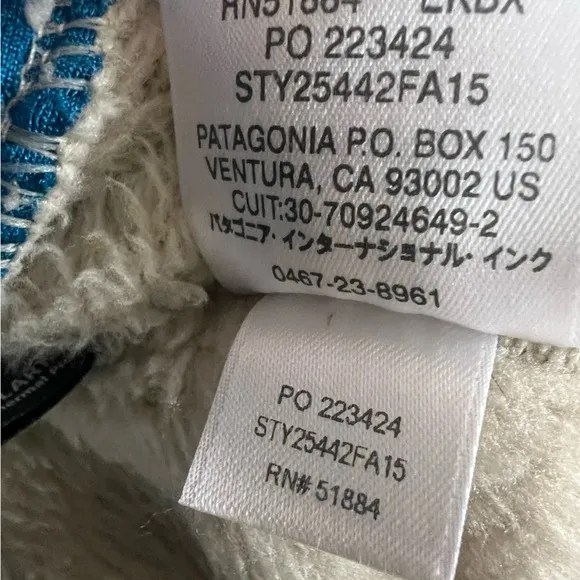 RN51884 EKBX
PO 223424
STY25442FA15
PATAGONIA P.O. BOX 150
VENTURA, CA 93002 US
CUIT:30-70924649-2
パタゴニア・インターナショナル・インク
0467-23-8961
PO 223424
STY25442FA15
RN# 51884